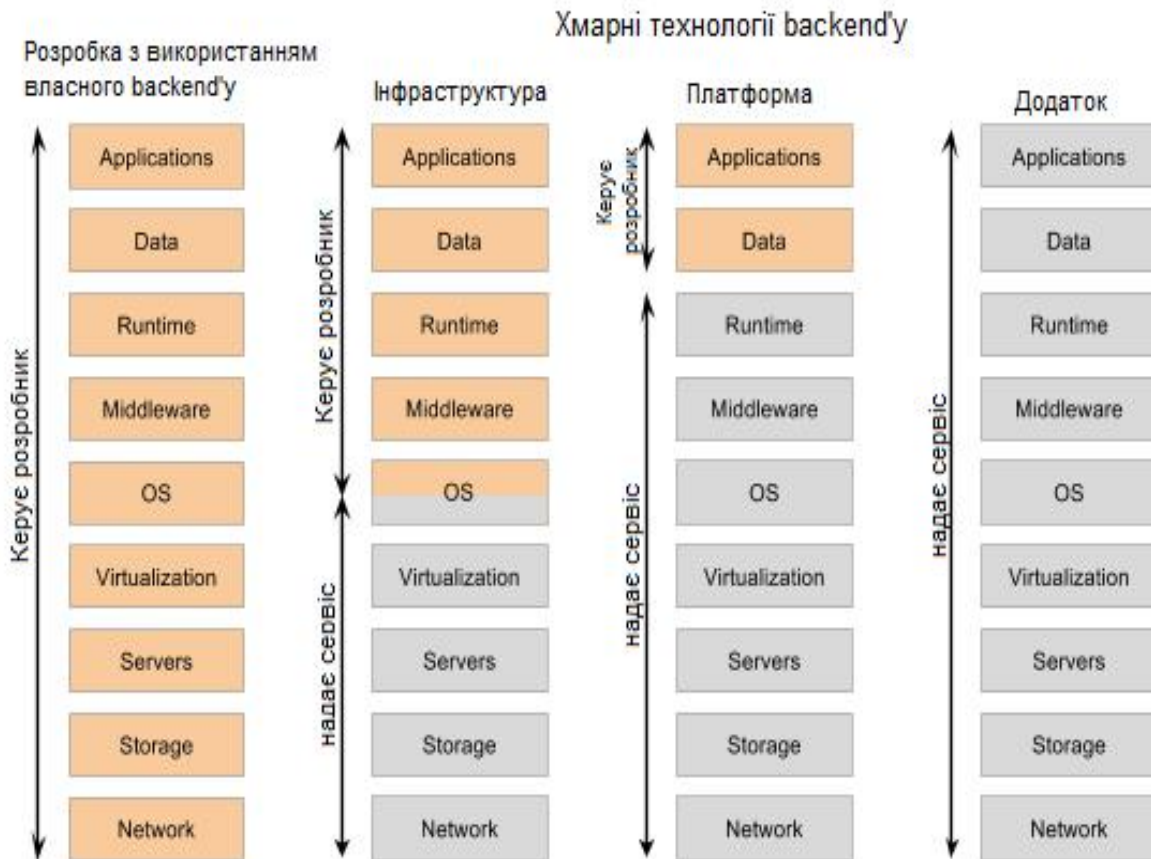 Хмарні технології backend'у
Розробка з використанням
власного backend'у
Інфраструктура
Платформа
Додаток
Керує розробник
Applications
Data
Runtime
Middleware
OS
Virtualization
Servers
Storage
Network
Керує розробник
надає сервіс
Applications
Data
Runtime
Middleware
OS
Virtualization
Servers
Storage
Network
Керує
розробник
надає сервіс
Applications
Data
Runtime
Middleware
OS
Virtualization
Servers
Storage
Network
надає сервіс
Applications
Data
Runtime
Middleware
OS
Virtualization
Servers
Storage
Network